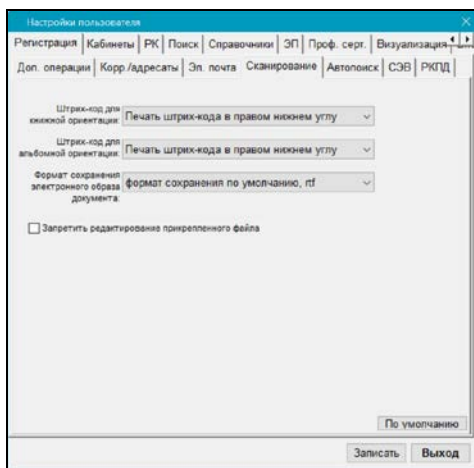 Настройки пользователя
Регистрация Кабинеты РК Поиск Справочники ЭП Проф. серт. Визуализация
Доп. операции Корр./адресаты Эл. почта Сканирование Автопоиск СЭВ РКПД
Штрих-код для
книжной ориентации: Печать штрих-кода в правом нижнем углу
Штрих-код для
альбомной ориентации: Печать штрих-кода в правом нижнем углу
Формат сохранения
электронного образа формат сохранения по умолчанию, rtf
документа:
Запретить редактирование прикрепленного файла
По умолчанию
Записать Выход